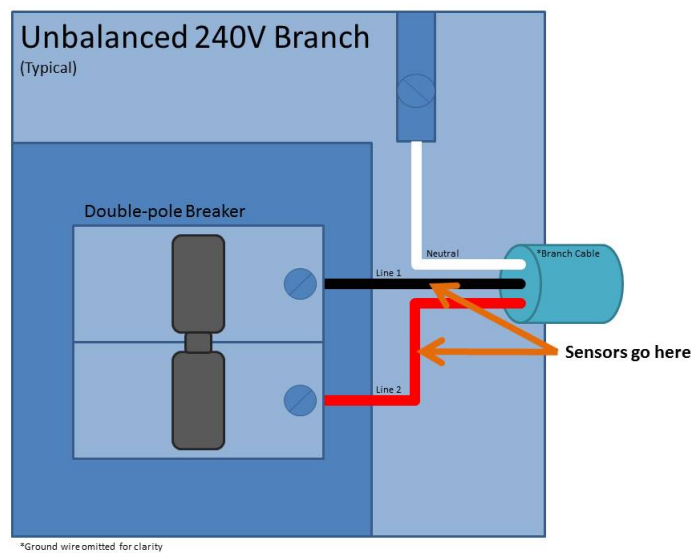 Unbalanced 240V Branch
(Typical)
Double-pole Breaker
Neutral
*Branch Cable
Line 1
Sensors go here
Line 2
*Ground wire omitted for clarity